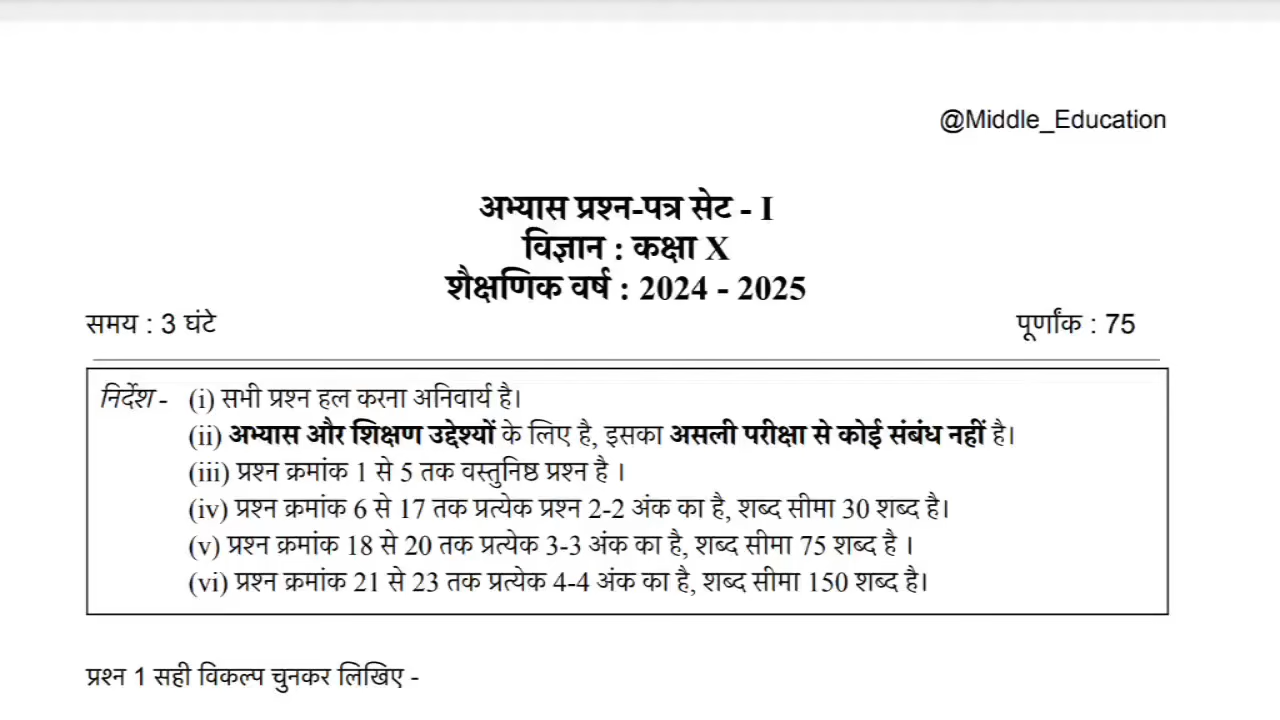 @Middle_Education
अभ्यास प्रश्न-पत्र सेट - I
विज्ञान : कक्षा X
शैक्षणिक वर्ष : 2024 - 2025
समय : 3 घंटे पूर्णांक : 75
निर्देश - (i) सभी प्रश्न हल करना अनिवार्य है।
(ii) अभ्यास और शिक्षण उद्देश्यों के लिए है, इसका असली परीक्षा से कोई संबंध नहीं है।
(iii) प्रश्न क्रमांक 1 से 5 तक वस्तुनिष्ठ प्रश्न है ।
(iv) प्रश्न क्रमांक 6 से 17 तक प्रत्येक प्रश्न 2-2 अंक का है, शब्द सीमा 30 शब्द है।
(v) प्रश्न क्रमांक 18 से 20 तक प्रत्येक 3-3 अंक का है, शब्द सीमा 75 शब्द है ।
(vi) प्रश्न क्रमांक 21 से 23 तक प्रत्येक 4-4 अंक का है, शब्द सीमा 150 शब्द है।
प्रश्न 1 सही विकल्प चुनकर लिखिए -